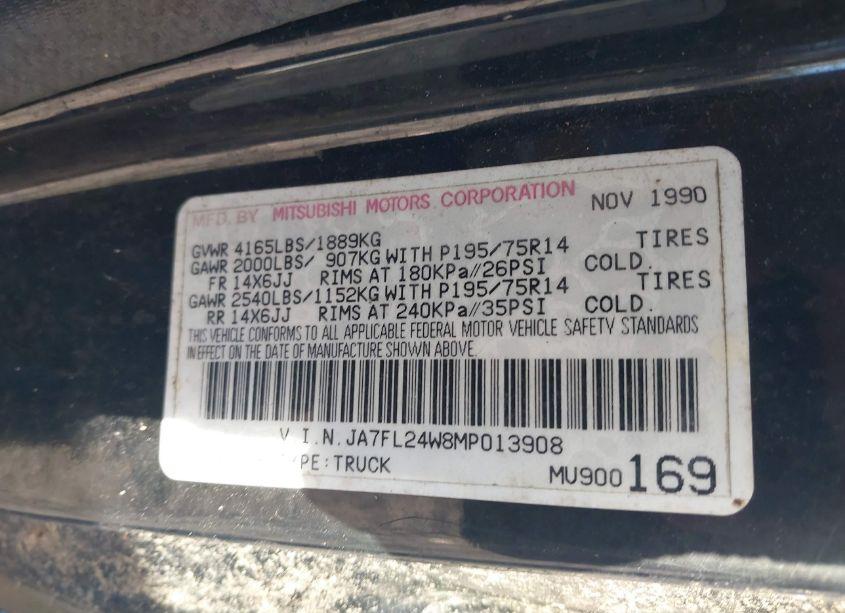 MFD. BY MITSUBISHI MOTORS CORPORATION NOV 1990
GVWR 4165LBS/1889KG
GAWR 2000LBS/ 907KG WITH P195/75R14 TIRES
FR 14X6JJ RIMS AT 180KPa//26PSI COLD.
GAWR 2540LBS/1152KG WITH P195/75R14 TIRES
RR 14X6JJ RIMS AT 240KPa//35PSI COLD.
THIS VEHICLE CONFORMS TO ALL APPLICABLE FEDERAL MOTOR VEHICLE SAFETY STANDARDS
IN EFFECT ON THE DATE OF MANUFACTURE SHOWN ABOVE.
V.I.N. JA7FL24W8MP013908
YPE: TRUCK
MU900 169